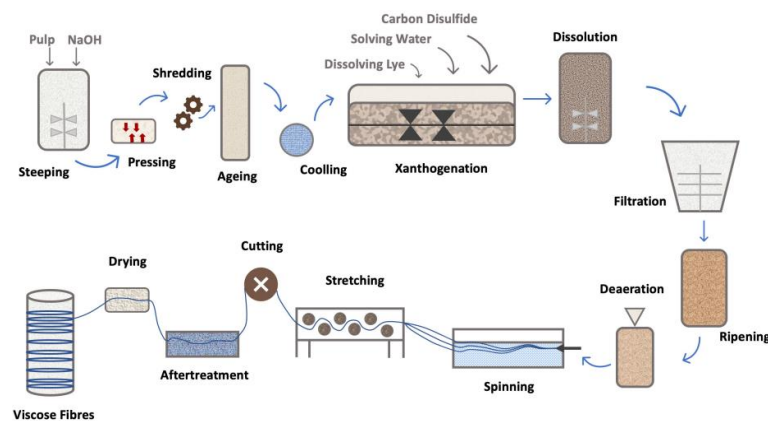 Carbon Disulfide
Pulp NaOH
Solving Water
Dissolution
Dissolving Lye
Shredding
Steeping
Pressing
Ageing
Coolling
Xanthogenation
Filtration
Cutting
Drying
Stretching
Deaeration
Ripening
Aftertreatment
Spinning
Viscose Fibres